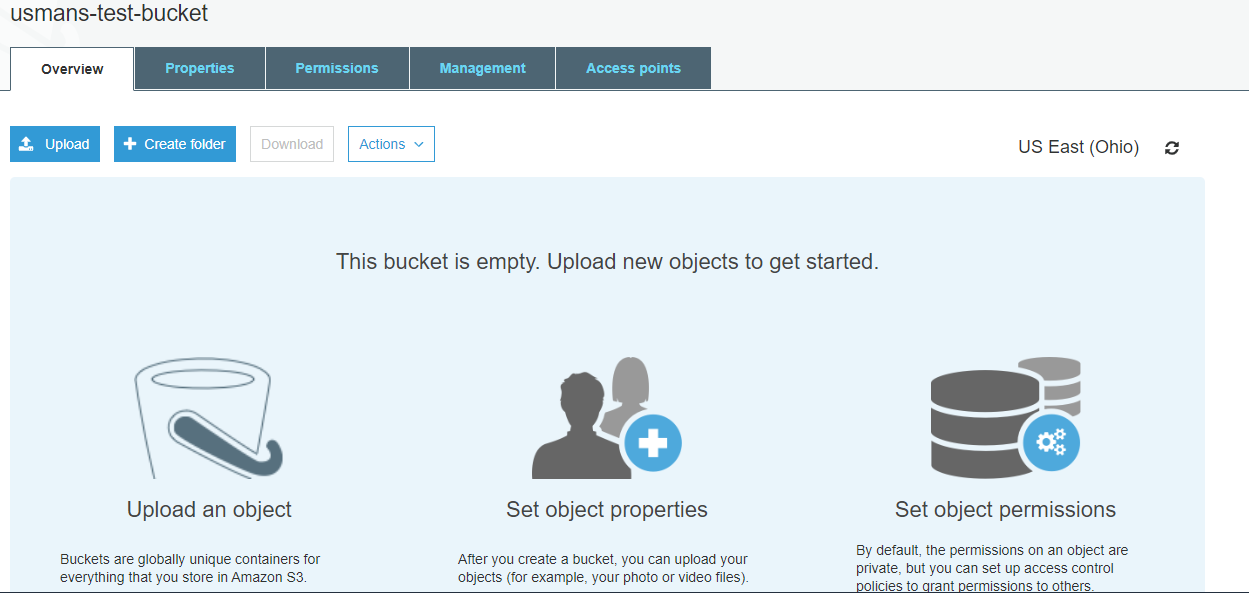 usmans-test-bucket
Overview
Properties
Permissions
Management
Access points
Upload
Create folder
Download
Actions
US East (Ohio)
This bucket is empty. Upload new objects to get started.
Upload an object
Buckets are globally unique containers for
everything that you store in Amazon S3.
Set object properties
After you create a bucket, you can upload your
objects (for example, your photo or video files).
Set object permissions
By default, the permissions on an object are
private, but you can set up access control
policies to grant permissions to others.